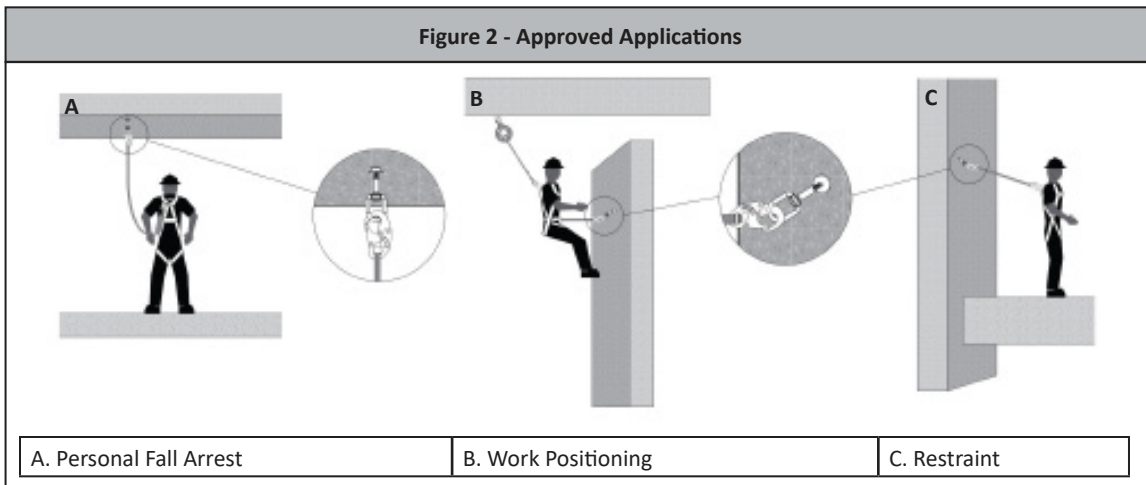 Figure 2 - Approved Applications
A
B
C
A. Personal Fall Arrest
B. Work Positioning
C. Restraint